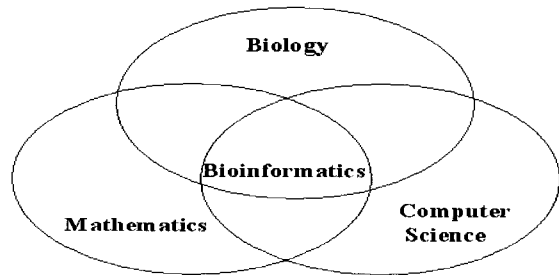 Biology
Bioinformatics
Mathematics
Computer
Science